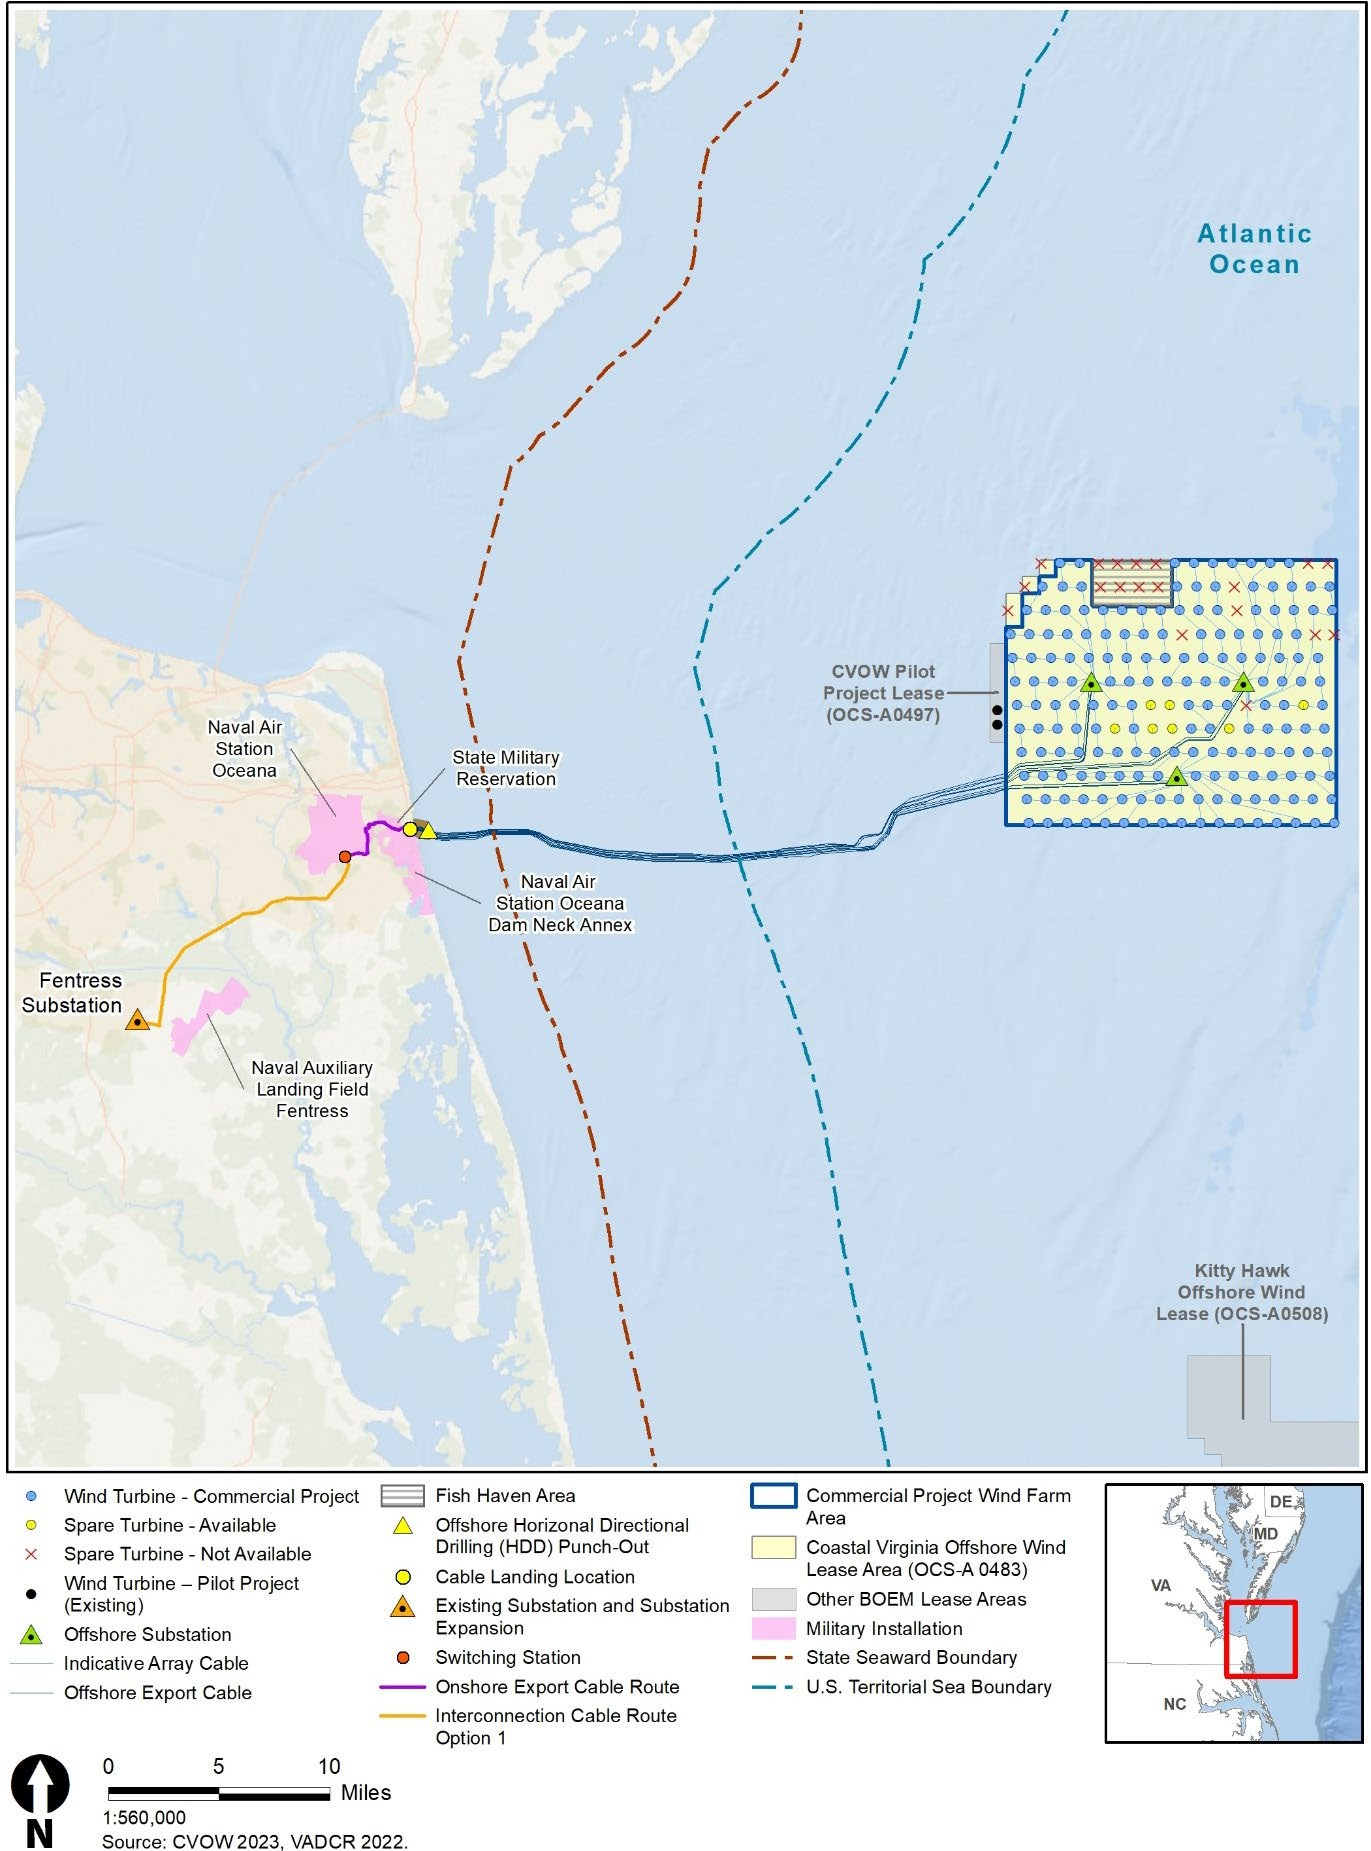 Atlantic
Ocean
CVOW Pilot
Project Lease
(OCS-A0497)
Naval Air
Station
Oceana
State Military
Reservation
Naval Air
Station Oceana
Dam Neck Annex
Fentress
Substation
Naval Auxiliary
Landing Field
Fentress
Kitty Hawk
Offshore Wind
Lease (OCS-A0508)
Wind Turbine - Commercial Project
Spare Turbine - Available
Spare Turbine - Not Available
Wind Turbine – Pilot Project
(Existing)
Offshore Substation
Indicative Array Cable
Offshore Export Cable
Fish Haven Area
Offshore Horizonal Directional
Drilling (HDD) Punch-Out
Cable Landing Location
Existing Substation and Substation
Expansion
Switching Station
Onshore Export Cable Route
Interconnection Cable Route
Option 1
Commercial Project Wind Farm
Area
Coastal Virginia Offshore Wind
Lease Area (OCS-A 0483)
Other BOEM Lease Areas
Military Installation
State Seaward Boundary
U.S. Territorial Sea Boundary
DE
MD
VA
NC
N
0 5 10
Miles
1:560,000
Source: CVOW 2023, VADCR 2022.